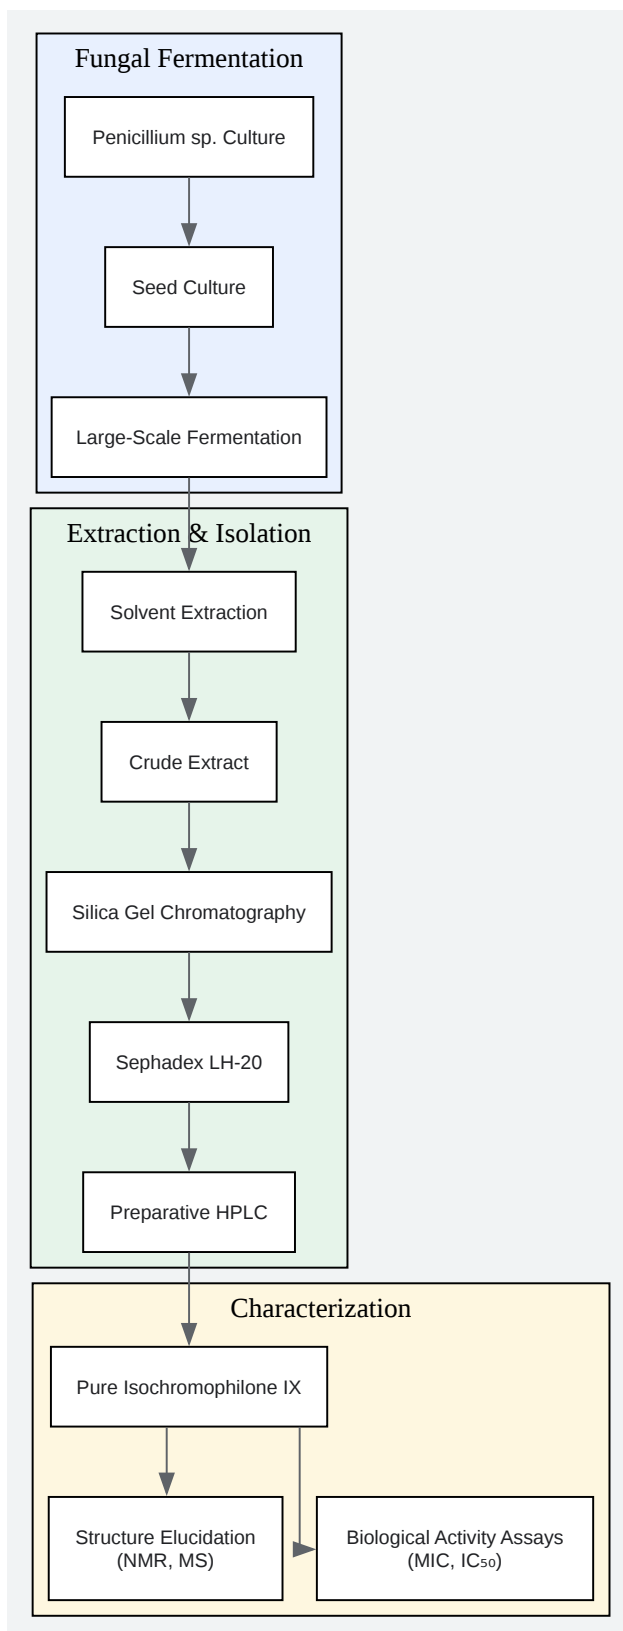 Fungal Fermentation
Penicillium sp. Culture
Seed Culture
Large-Scale Fermentation
Extraction & Isolation
Solvent Extraction
Crude Extract
Silica Gel Chromatography
Sephadex LH-20
Preparative HPLC
Characterization
Pure Isochromophilone IX
Structure Elucidation
(NMR, MS)
Biological Activity Assays
(MIC, IC₅₀)